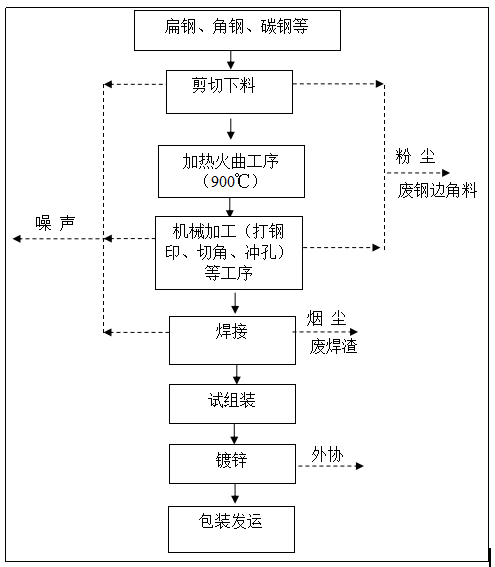 扁钢、角钢、碳钢等
剪切下料
加热火曲工序
（900℃）
粉 尘
废钢边角料
噪 声
机械加工（打钢
印、切角、冲孔）
等工序
烟 尘
焊接
废焊渣
试组装
镀锌
外协
包装发运